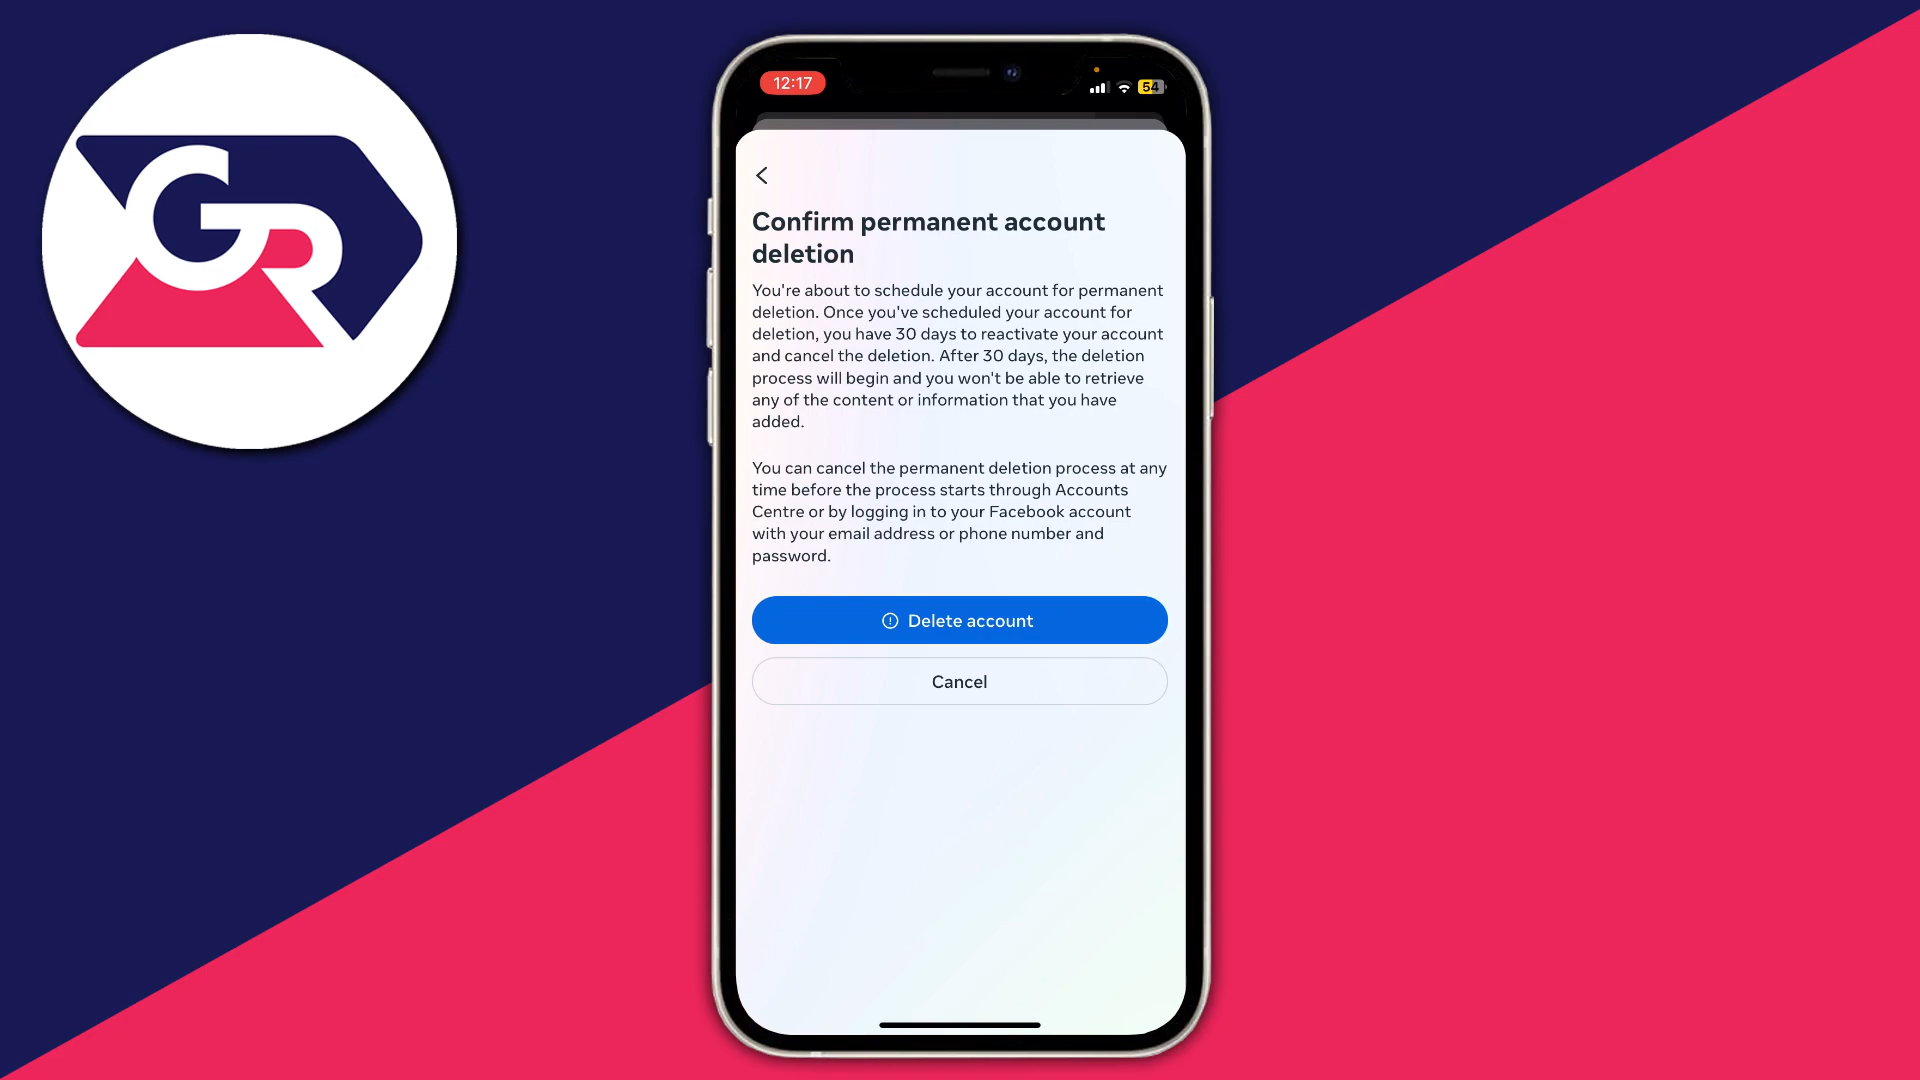 GR
12:17
54
Confirm permanent account
deletion
You're about to schedule your account for permanent
deletion. Once you've scheduled your account for
deletion, you have 30 days to reactivate your account
and cancel the deletion. After 30 days, the deletion
process will begin and you won't be able to retrieve
any of the content or information that you have
added.
You can cancel the permanent deletion process at any
time before the process starts through Accounts
Centre or by logging in to your Facebook account
with your email address or phone number and
password.
Delete account
Cancel